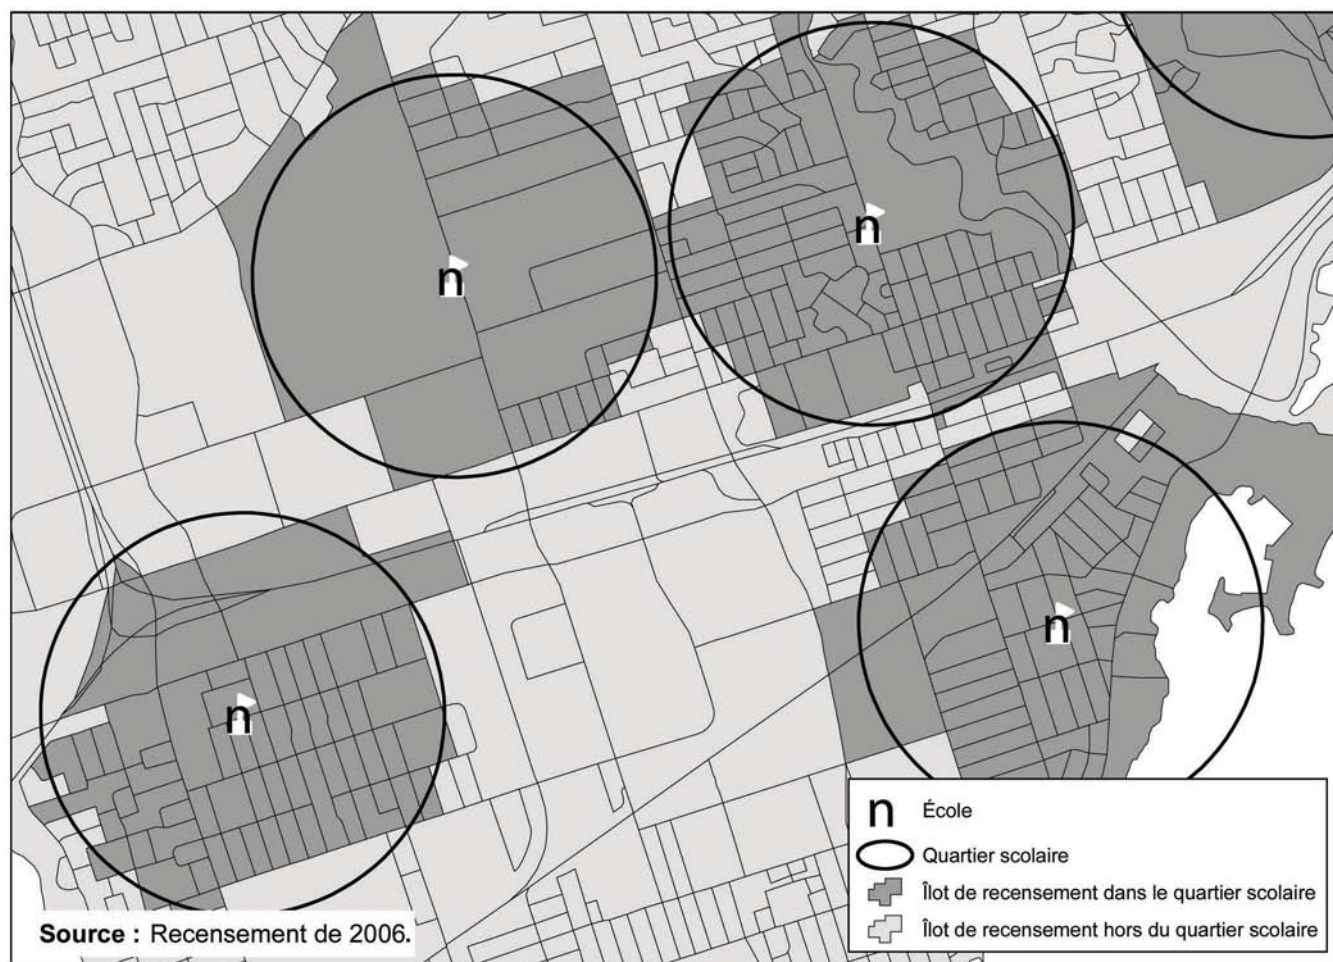 n
n
n
n
n École
Quartier scolaire
Îlot de recensement dans le quartier scolaire
Îlot de recensement hors du quartier scolaire
Source : Recensement de 2006.